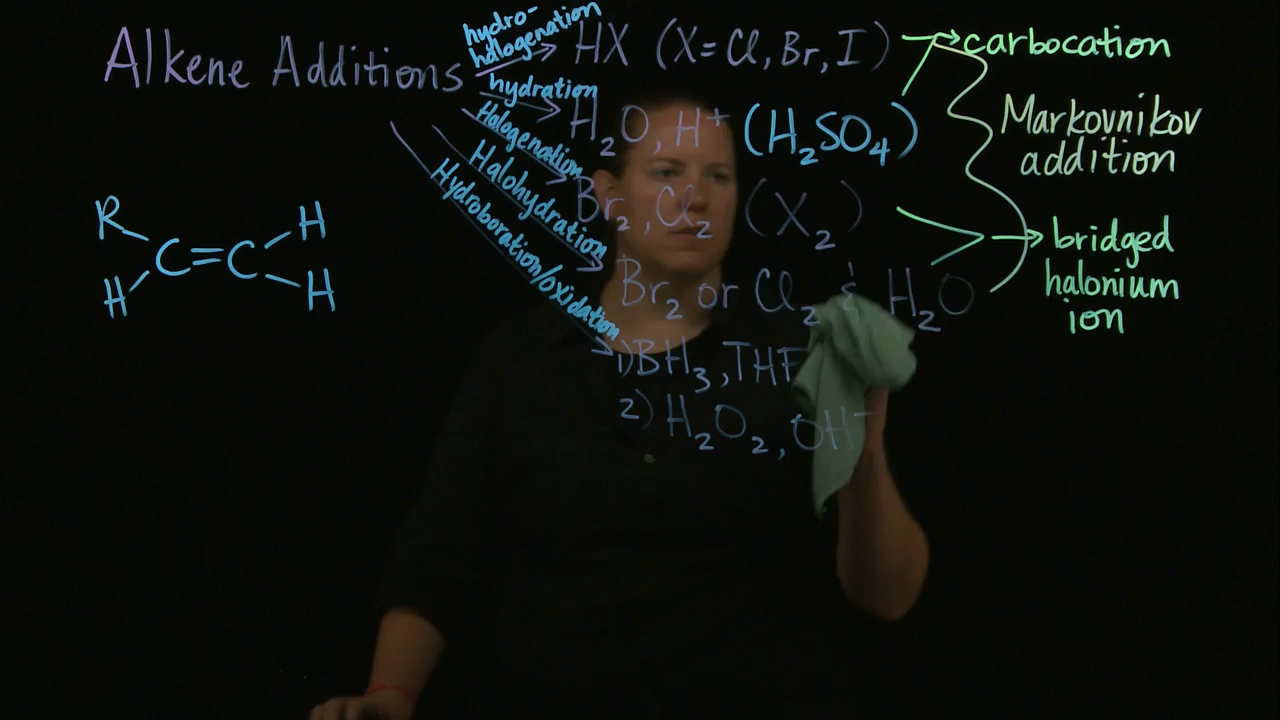 Alkene Additions
hydro-
halogenation
HX (X=Cl, Br, I)
carbocation
hydration
H2O, H+ (H2SO4)
Markovnikov
addition
Halogenation
Br2, Cl2 (X2)
Halohydration
Br2 or Cl2 & H2O
bridged
halonium
ion
Hydroboration/oxidation
1) BH3, THF
2) H2O2, OH-
R
H
C=C
H
H